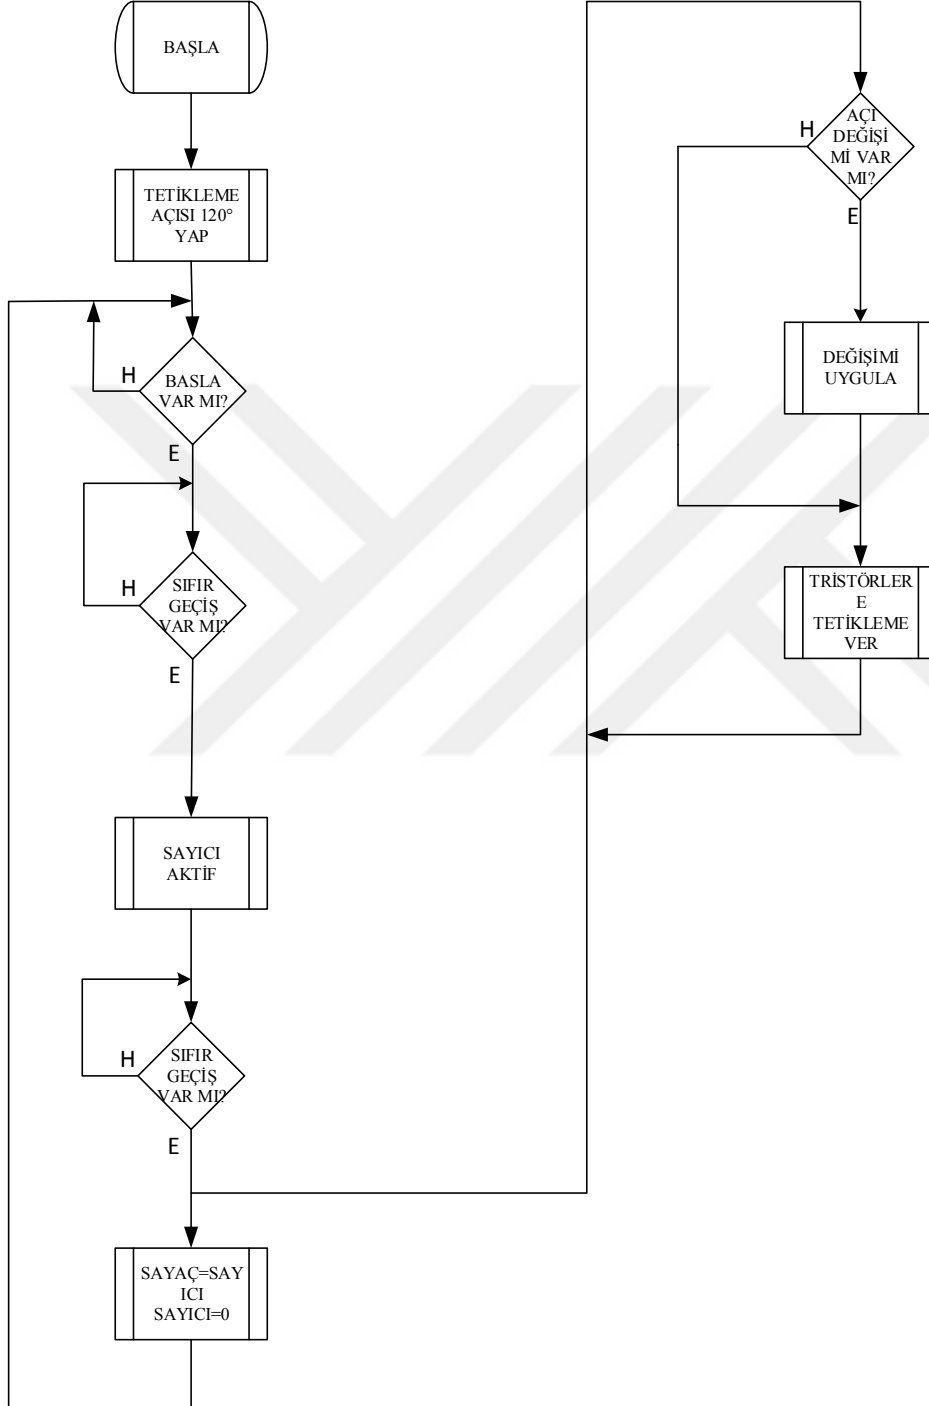 BAŞLA
TETİKLEME
AÇISI 120°
YAP
H
BASLA
VAR MI?
E
H
SIFIR
GEÇİŞ
VAR MI?
E
SAYICI
AKTİF
H
SIFIR
GEÇİŞ
VAR MI?
E
SAYAÇ=SAY
ICI
SAYICI=0
H
AÇI
DEĞİŞİ
Mİ VAR
MI?
E
DEĞİŞİMİ
UYGULA
TRİSTÖRLER
E
TETİKLEME
VER